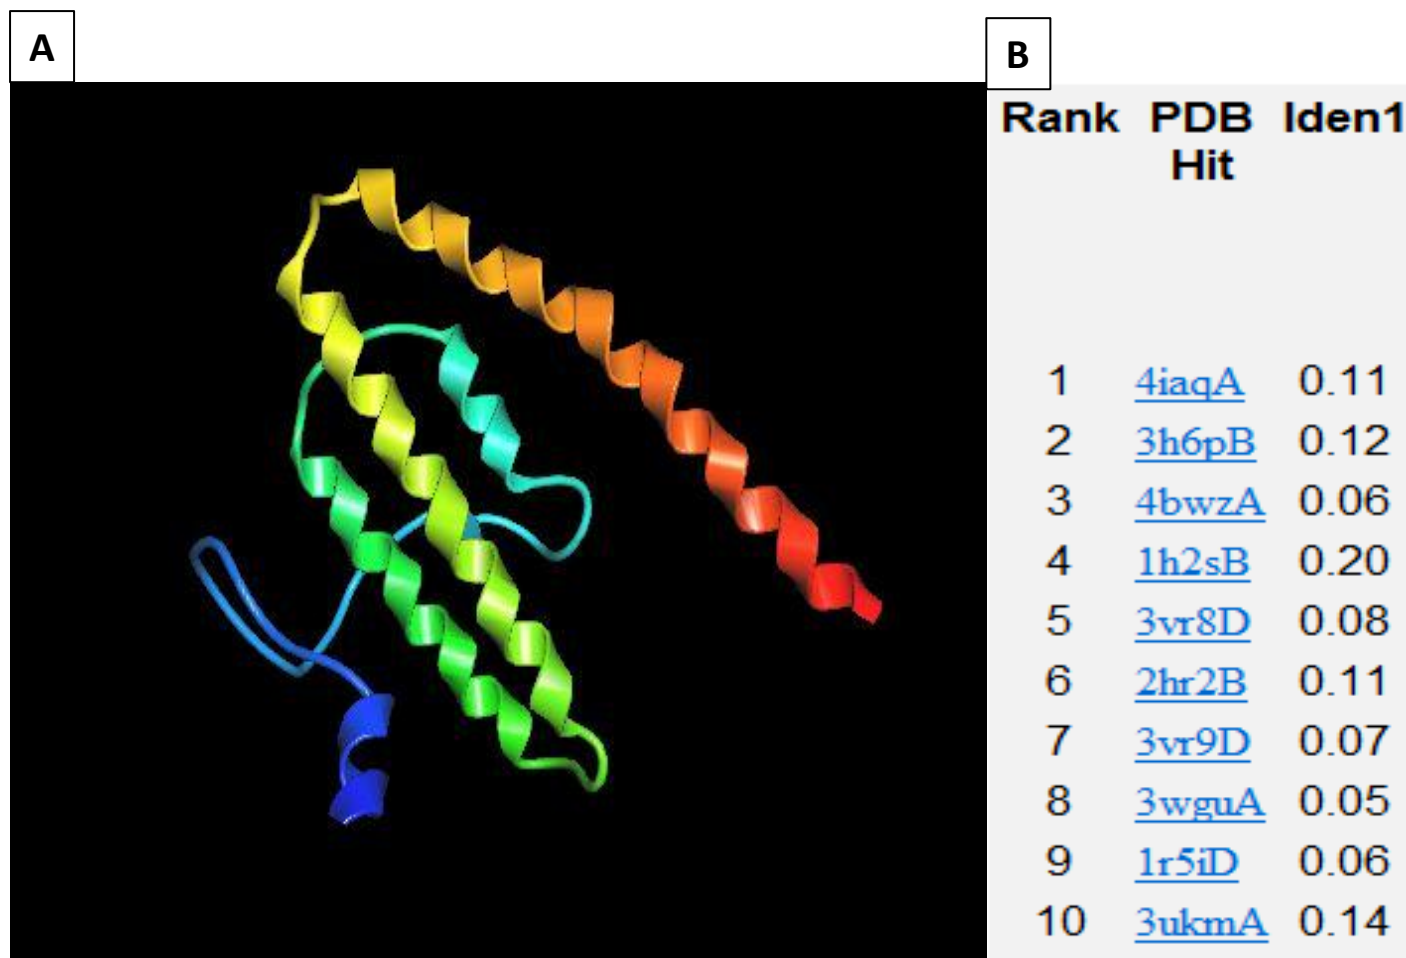 A
B
Rank PDB Iden1
Hit
1 4iaqA 0.11
2 3h6pB 0.12
3 4bwzA 0.06
4 1h2sB 0.20
5 3vr8D 0.08
6 2hr2B 0.11
7 3vr9D 0.07
8 3wguA 0.05
9 1r5iD 0.06
10 3ukmA 0.14